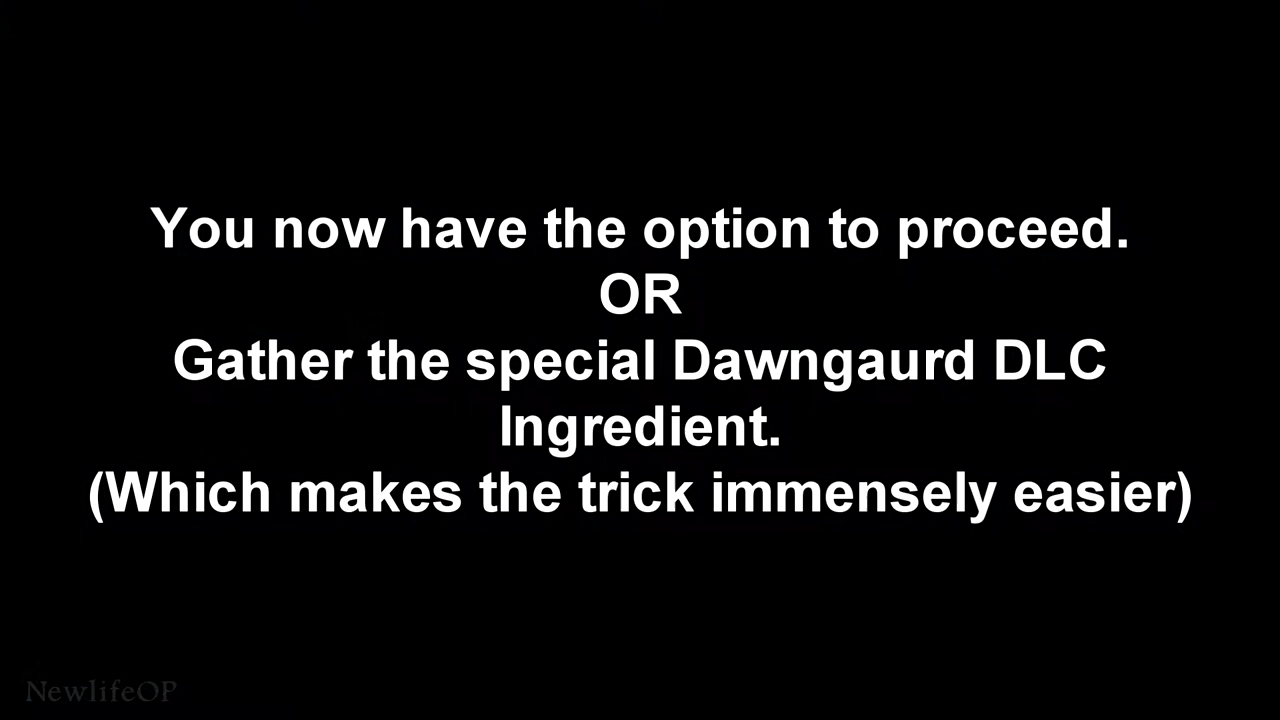 You now have the option to proceed.
OR
Gather the special Dawngaurd DLC
Ingredient.
(Which makes the trick immensely easier)
NewlifeOP